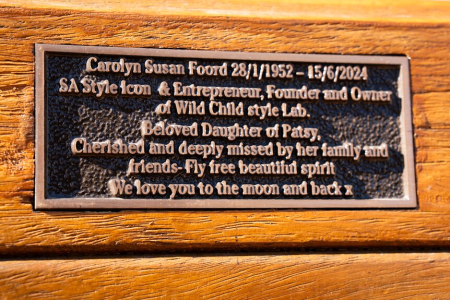 Carolyn Susan Foord 28/1/1952 – 15/6/2024
SA Style Icon & Entrepreneur, Founder and Owner
of Wild Child style Lab.
Beloved Daughter of Patsy,
Cherished and deeply missed by her family and
friends- Fly free beautiful spirit
We love you to the moon and back x